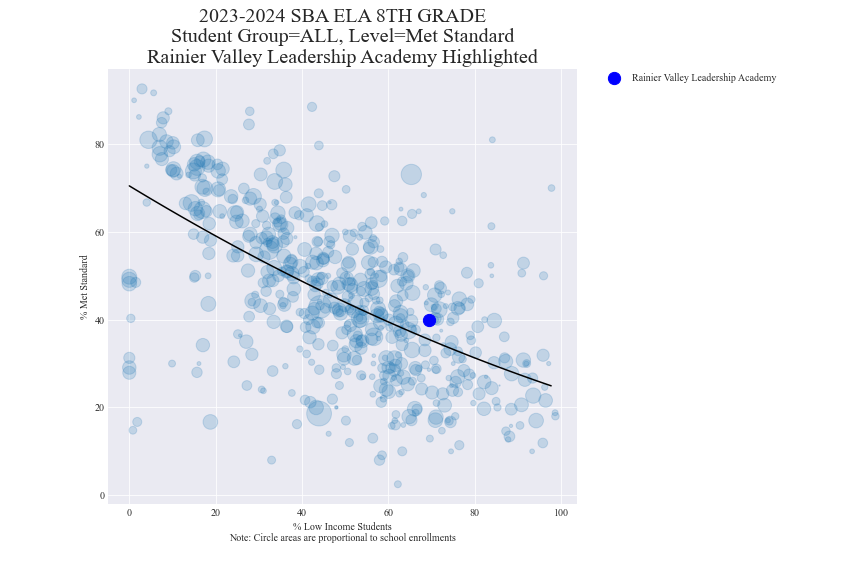 2023-2024 SBA ELA 8TH GRADE
Student Group=ALL, Level=Met Standard
Rainier Valley Leadership Academy Highlighted
Rainier Valley Leadership Academy
80
60
40
20
0
% Met Standard
0 20 40 60 80 100
% Low Income Students
Note: Circle areas are proportional to school enrollments